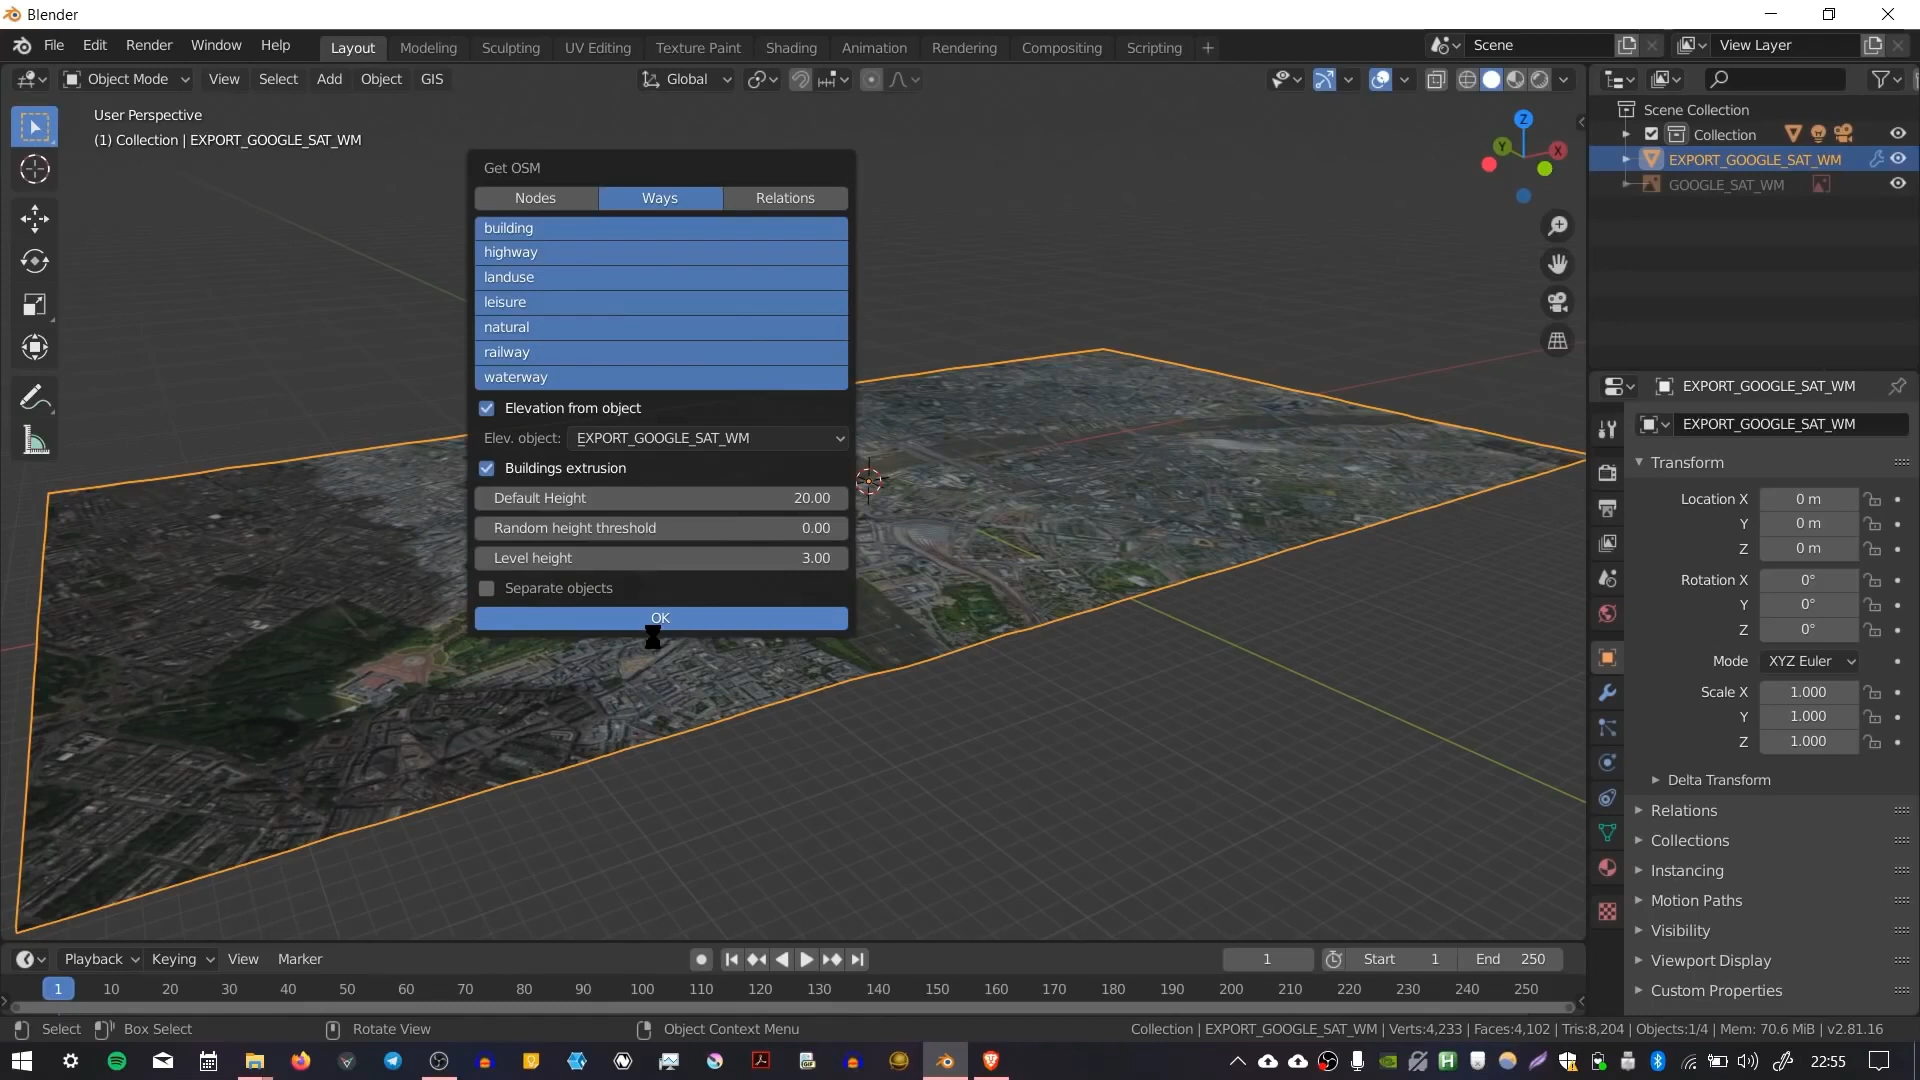 Blender
File Edit Render Window Help Layout Modeling Sculpting UV Editing Texture Paint Shading Animation Rendering Compositing Scripting + Scene View Layer
Object Mode View Select Add Object GIS Global
User Perspective
(1) Collection | EXPORT_GOOGLE_SAT_WM
Z
Y
X
Get OSM
Nodes Ways Relations
building
highway
landuse
leisure
natural
railway
waterway
Elevation from object
Elev. object: EXPORT_GOOGLE_SAT_WM
Buildings extrusion
Default Height 20.00
Random height threshold 0.00
Level height 3.00
Separate objects
OK
Scene Collection
Collection
EXPORT_GOOGLE_SAT_WM
GOOGLE_SAT_WM
EXPORT_GOOGLE_SAT_WM
EXPORT_GOOGLE_SAT_WM
Transform
Location X 0 m
Y 0 m
Z 0 m
Rotation X 0°
Y 0°
Z 0°
Mode XYZ Euler
Scale X 1.000
Y 1.000
Z 1.000
Delta Transform
Relations
Collections
Instancing
Motion Paths
Visibility
Viewport Display
Custom Properties
Playback Keying View Marker 1 Start 1 End 250
1 10 20 30 40 50 60 70 80 90 100 110 120 130 140 150 160 170 180 190 200 210 220 230 240 250
Select Box Select Rotate View Object Context Menu Collection | EXPORT_GOOGLE_SAT_WM | Verts:4,233 | Faces:4,102 | Tris:8,204 | Objects:1/4 | Mem: 70.6 MiB | v2.81.16
22:55